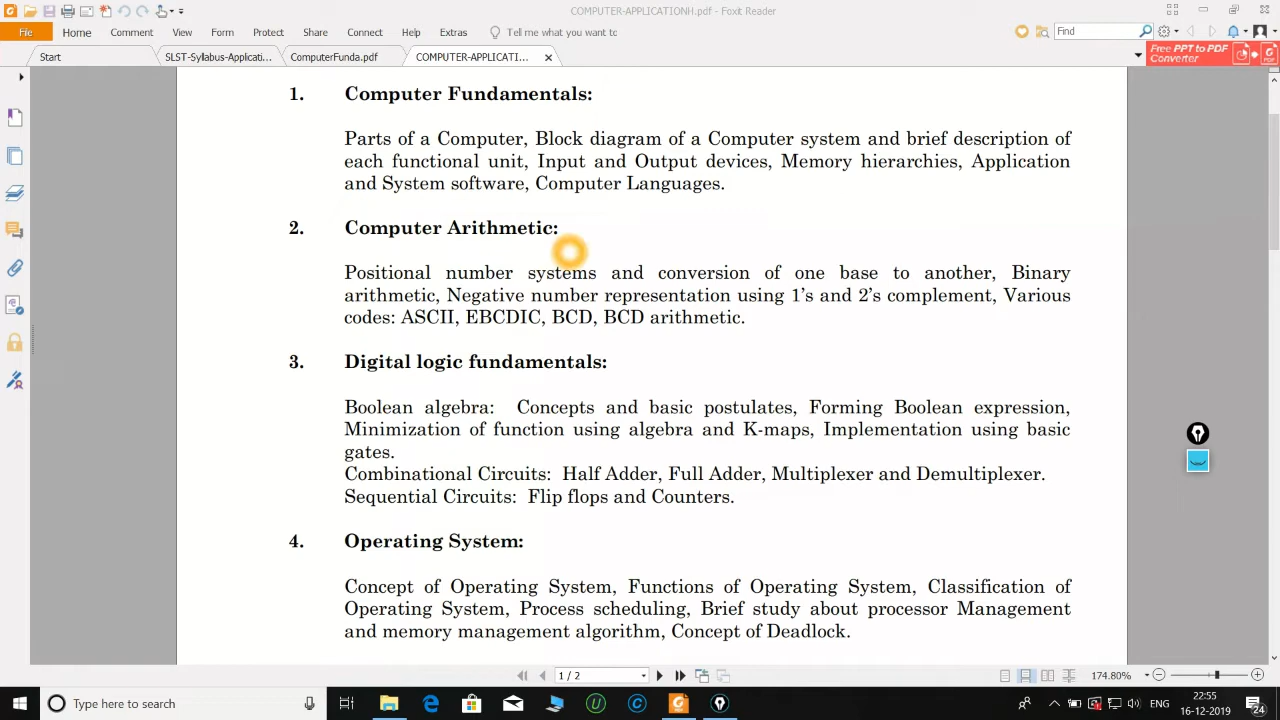 COMPUTER-APPLICATIONH.pdf - Foxit Reader
File Home Comment View Form Protect Share Connect Help Extras Tell me what you want to Find
Start SLST-Syllabus-Applicati... ComputerFunda.pdf COMPUTER-APPLICATI... Free PPT to PDF
Converter
1. Computer Fundamentals:
Parts of a Computer, Block diagram of a Computer system and brief description of
each functional unit, Input and Output devices, Memory hierarchies, Application
and System software, Computer Languages.
2. Computer Arithmetic:
Positional number systems and conversion of one base to another, Binary
arithmetic, Negative number representation using 1's and 2's complement, Various
codes: ASCII, EBCDIC, BCD, BCD arithmetic.
3. Digital logic fundamentals:
Boolean algebra: Concepts and basic postulates, Forming Boolean expression,
Minimization of function using algebra and K-maps, Implementation using basic
gates.
Combinational Circuits: Half Adder, Full Adder, Multiplexer and Demultiplexer.
Sequential Circuits: Flip flops and Counters.
4. Operating System:
Concept of Operating System, Functions of Operating System, Classification of
Operating System, Process scheduling, Brief study about processor Management
and memory management algorithm, Concept of Deadlock.
1 / 2 174.80%
Type here to search ENG 22:55
16-12-2019 24